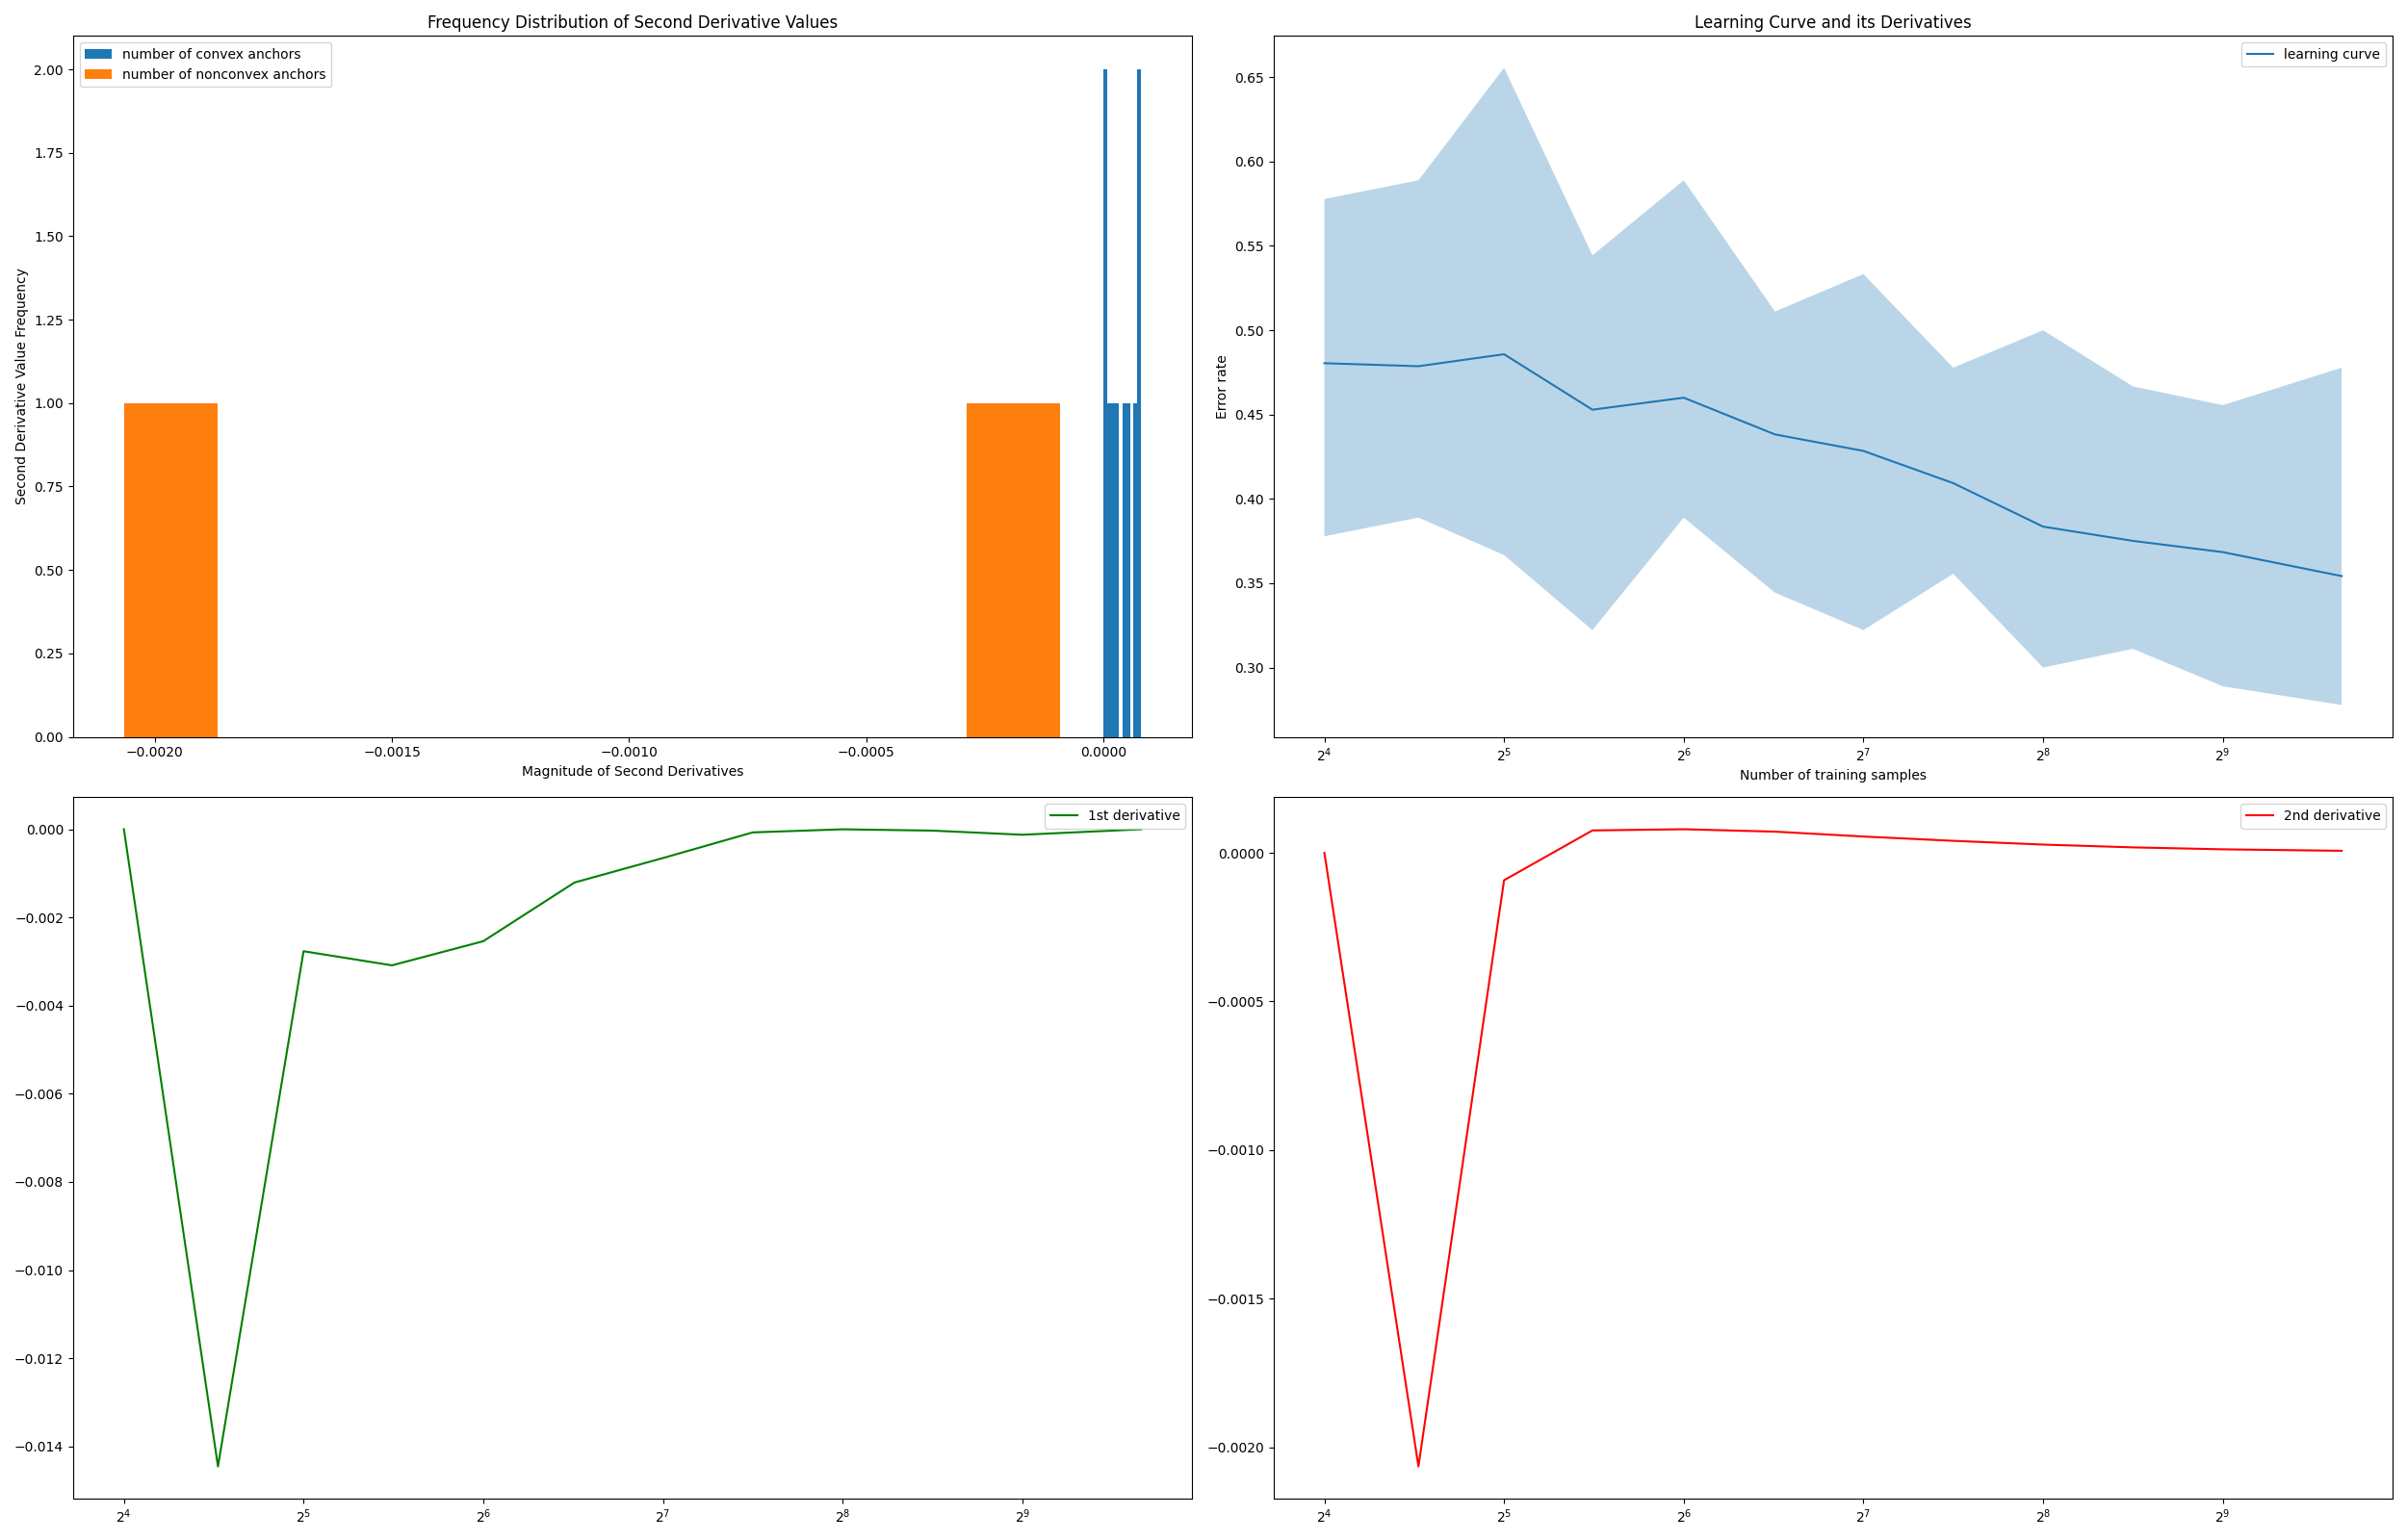 Frequency Distribution of Second Derivative Values
number of convex anchors
number of nonconvex anchors
2.00
1.75
1.50
1.25
1.00
0.75
0.50
0.25
0.00
Second Derivative Value Frequency
−0.0020 −0.0015 −0.0010 −0.0005 0.0000
Magnitude of Second Derivatives
Learning Curve and its Derivatives
learning curve
0.65
0.60
0.55
0.50
0.45
0.40
0.35
0.30
Error rate
2⁴ 2⁵ 2⁶ 2⁷ 2⁸ 2⁹
Number of training samples
1st derivative
0.000
−0.002
−0.004
−0.006
−0.008
−0.010
−0.012
−0.014
2⁴ 2⁵ 2⁶ 2⁷ 2⁸ 2⁹
2nd derivative
0.0000
−0.0005
−0.0010
−0.0015
−0.0020
2⁴ 2⁵ 2⁶ 2⁷ 2⁸ 2⁹